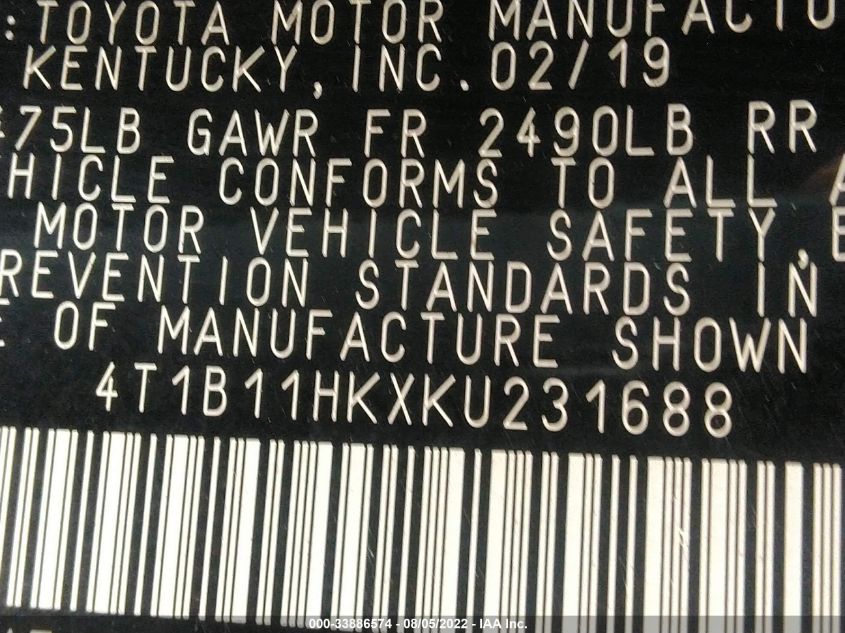 :TOYOTA MOTOR MANUFACTU
KENTUCKY, INC. 02/19
75LB GAWR FR 2490LB RR
HICLE CONFORMS TO ALL A
MOTOR VEHICLE SAFETY, B
REVENTION STANDARDS IN
E OF MANUFACTURE SHOWN
4T1B11HKXKU231688
000-33886574 - 08/05/2022 - IAA Inc.